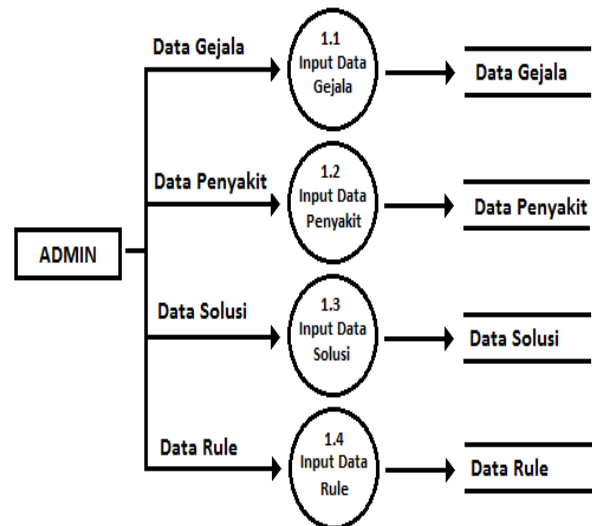 Data Gejala
1.1
Input Data
Gejala
Data Gejala
Data Penyakit
1.2
Input Data
Penyakit
Data Penyakit
ADMIN
Data Solusi
1.3
Input Data
Solusi
Data Solusi
Data Rule
1.4
Input Data
Rule
Data Rule